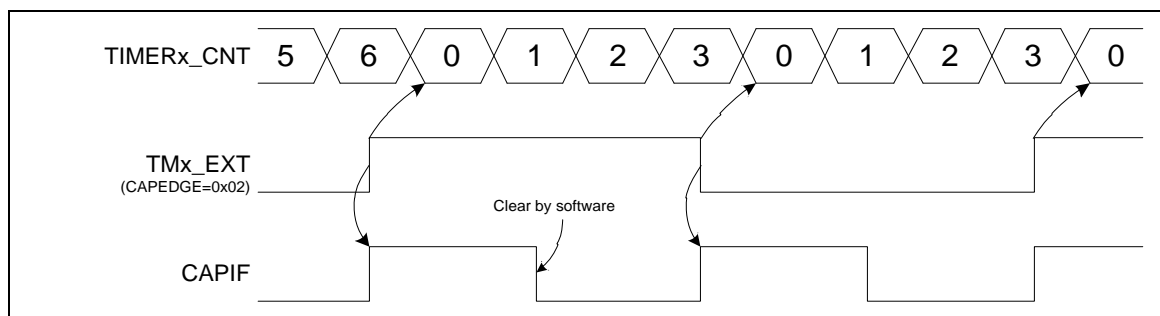 TIMERx_CNT 5 6 0 1 2 3 0 1 2 3 0
TMx_EXT
(CAPEDGE=0x02)
Clear by software
CAPIF